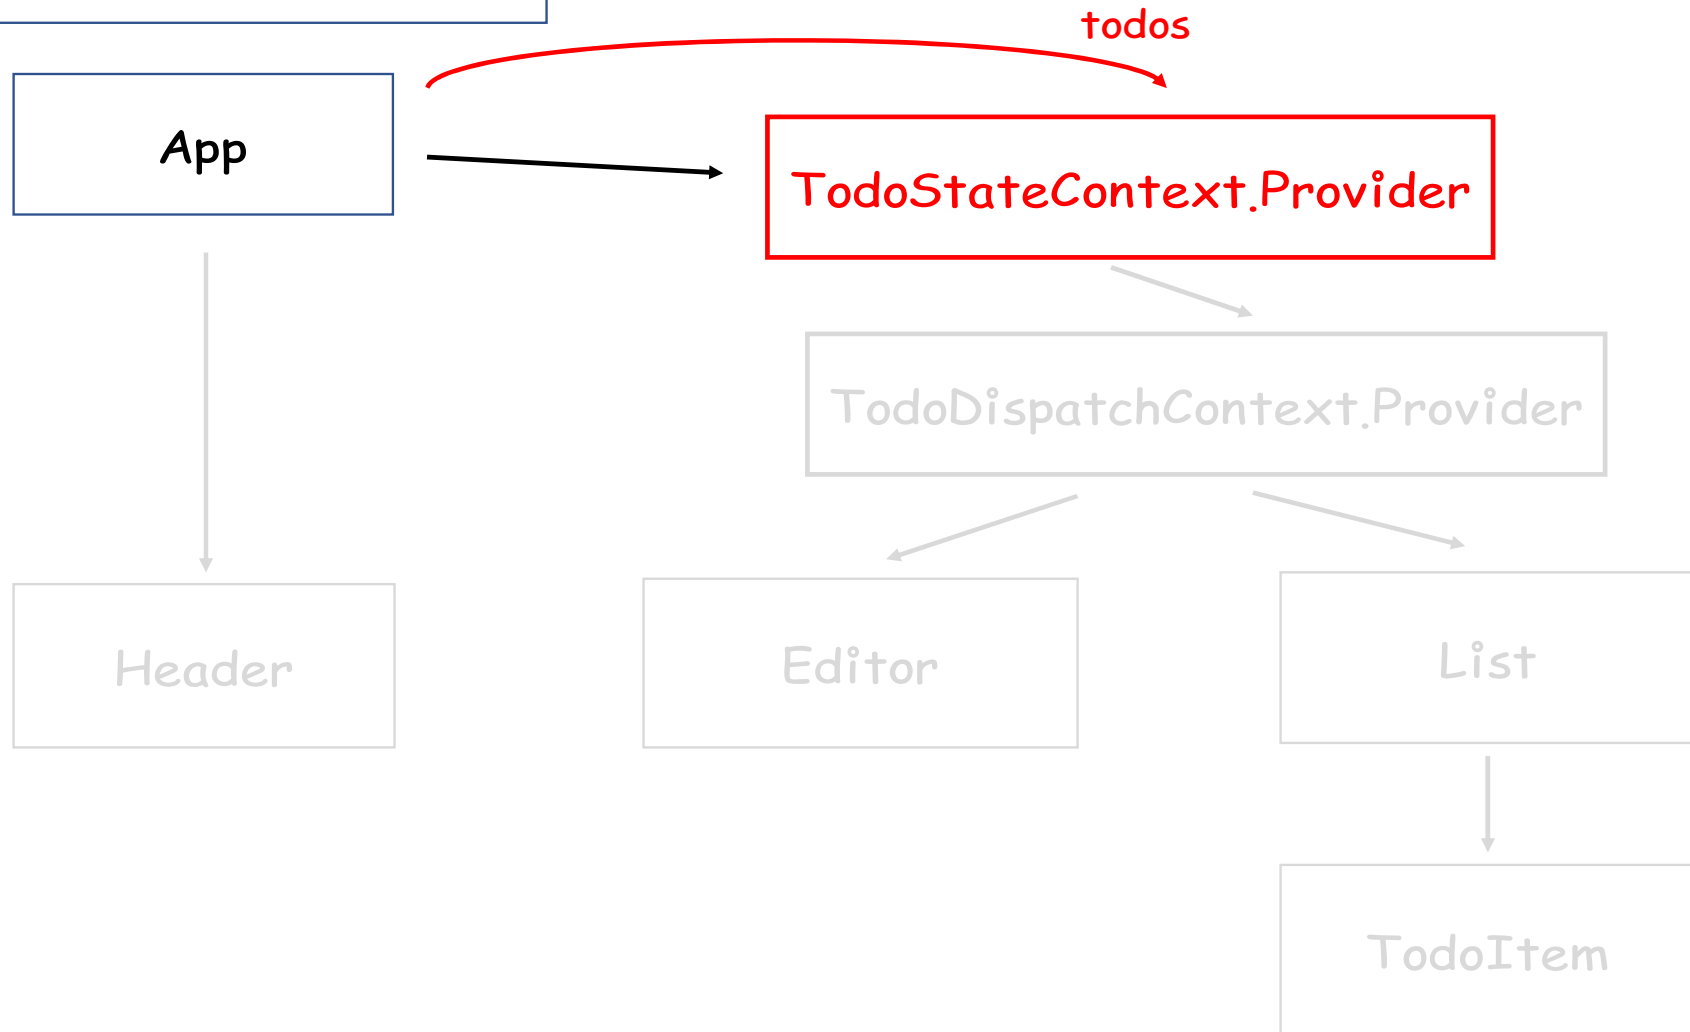 todos
App
TodoStateContext.Provider
TodoDispatchContext.Provider
Header
Editor
List
TodoItem